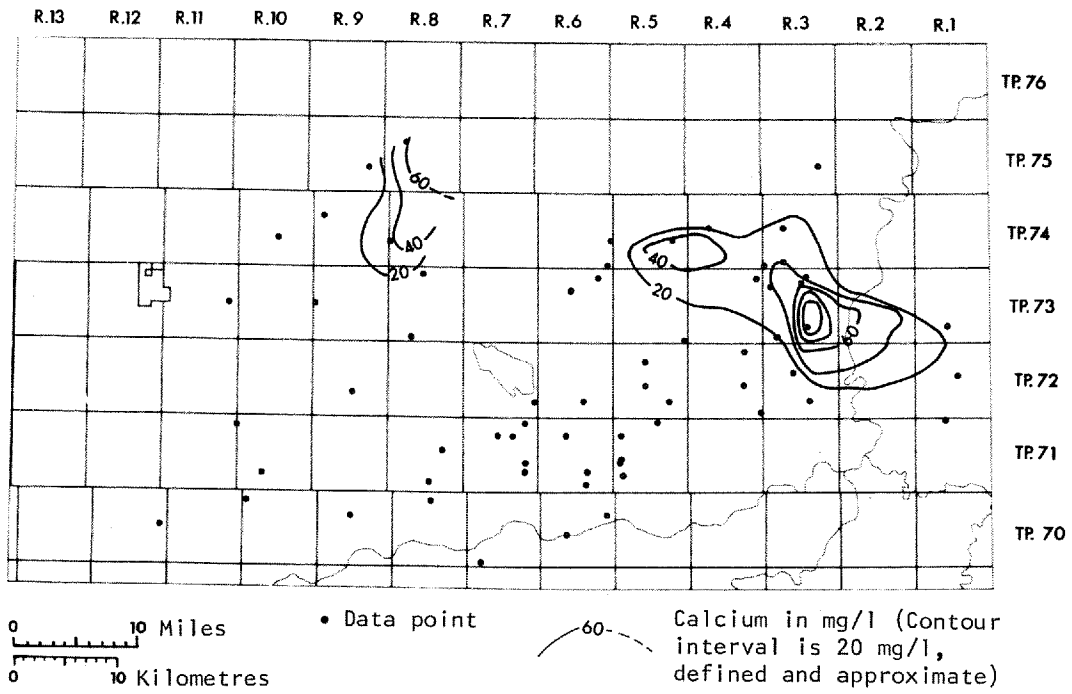 R.13 R.12 R.10 R.9 R.8 R.7 R.6 R.5 R.4 R.3 R.2 R.1
TP. 76
TP. 75
60
TP. 74
40
40
20
20
TP. 73
60
TP. 72
TP. 71
TP. 70
0 10 Miles
0 10 Kilometres
• Data point
60
Calcium in mg/l (Contour
interval is 20 mg/l,
defined and approximate)